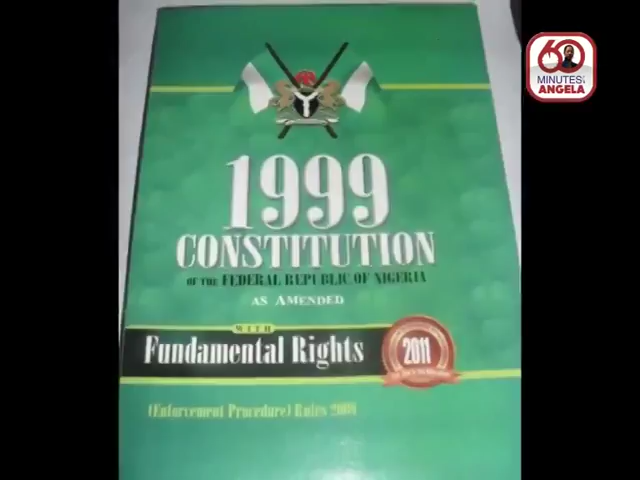 60
MINUTES
ANGELA
1999
CONSTITUTION
OF THE FEDERAL REPUBLIC OF NIGERIA
AS AMENDED
WITH
Fundamental Rights
2011
(Enforcement Procedure) Rules 2009